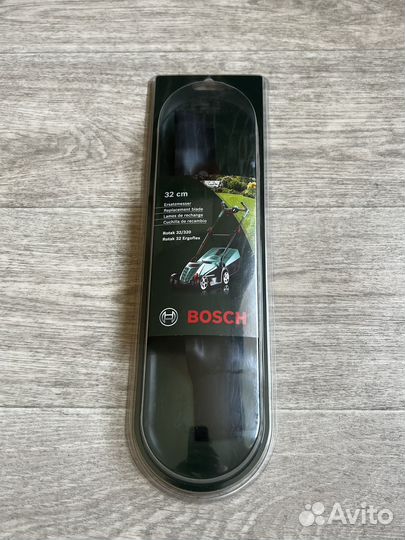 32 cm
Ersatzmesser
Replacement blade
Lames de rechange
Cuchilla de recambio
Rotak 32/320
Rotak 32 Ergoflex
BOSCH
Avito